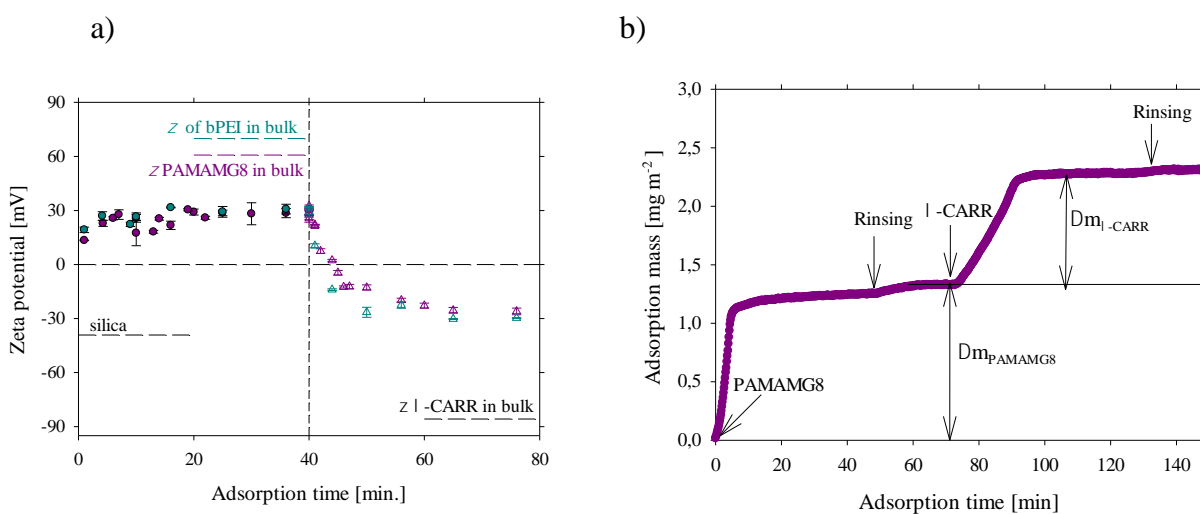 a)
90
60
30
0
-30
-60
-90
Zeta potential [mV]
z of bPEI in bulk
z PAMAMG8 in bulk
silica
z l -CARR in bulk
0
20
40
60
80
Adsorption time [min.]
b)
3,0
2,5
2,0
1,5
1,0
0,5
0,0
Adsorption mass [mg m-2]
Rinsing
l -CARR
Rinsing
Dml -CARR
DmPAMAMG8
PAMAMG8
0
20
40
60
80
100
120
140
Adsorption time [min]